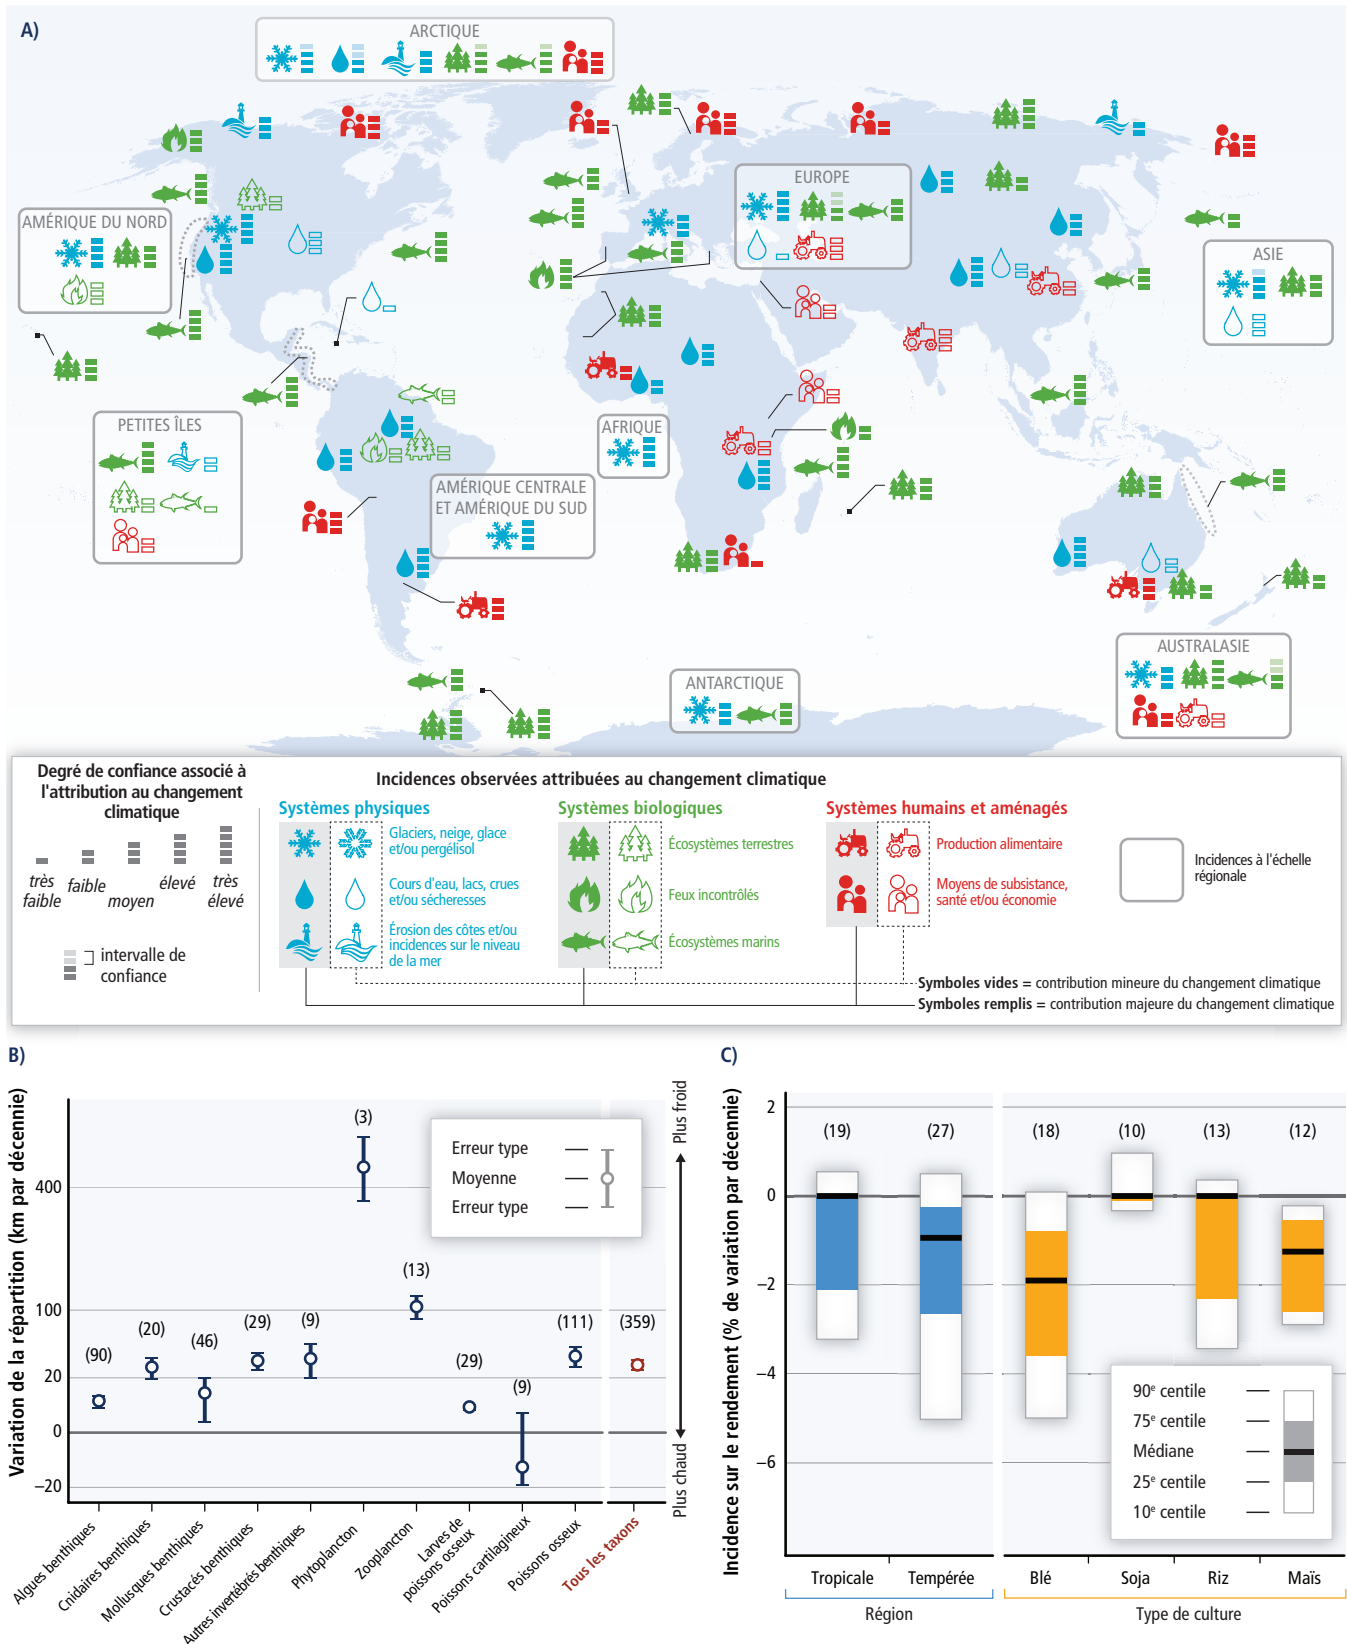 A)
ARCTIQUE
EUROPE
AMÉRIQUE DU NORD
ASIE
PETITES ÎLES
AFRIQUE
AMÉRIQUE CENTRALE
ET AMÉRIQUE DU SUD
AUSTRALASIE
ANTARCTIQUE
Degré de confiance associé à
l'attribution au changement
climatique
très
faible
faible
moyen
élevé
très
élevé
intervalle de
confiance
Incidences observées attribuées au changement climatique
Systèmes physiques
Glaciers, neige, glace
et/ou pergélisol
Cours d'eau, lacs, crues
et/ou sécheresses
Érosion des côtes et/ou
incidences sur le niveau
de la mer
Systèmes biologiques
Écosystèmes terrestres
Feux incontrôlés
Écosystèmes marins
Systèmes humains et aménagés
Production alimentaire
Moyens de subsistance,
santé et/ou économie
Incidences à l'échelle
régionale
Symboles vides = contribution mineure du changement climatique
Symboles remplis = contribution majeure du changement climatique
B)
Variation de la répartition (km par décennie)
400
100
20
0
−20
(90)
(20)
(46)
(29)
(9)
(3)
(13)
(29)
(9)
(111)
(359)
Erreur type
Moyenne
Erreur type
Plus froid
Plus chaud
Algues benthiques
Cnidaires benthiques
Mollusques benthiques
Crustacés benthiques
Autres invertébrés benthiques
Phytoplancton
Zooplancton
Larves de
poissons osseux
Poissons cartilagineux
Poissons osseux
Tous les taxons
C)
Incidence sur le rendement (% de variation par décennie)
2
0
−2
−4
−6
(19)
(27)
(18)
(10)
(13)
(12)
90e centile
75e centile
Médiane
25e centile
10e centile
Tropicale
Tempérée
Blé
Soja
Riz
Maïs
Région
Type de culture